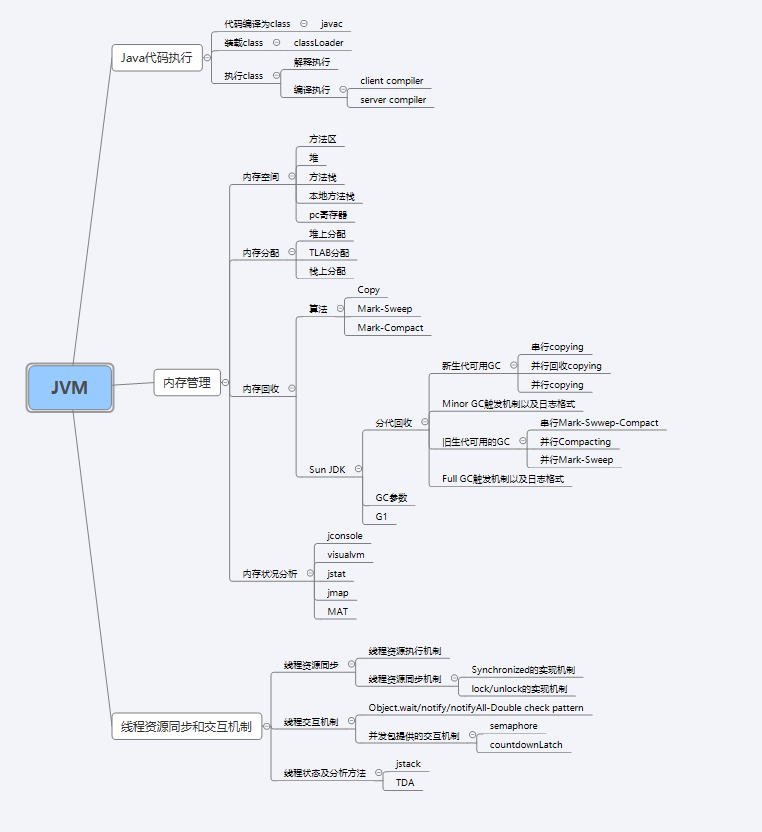 JVM
Java代码执行
代码编译为class
javac
装载class
classLoader
执行class
解释执行
编译执行
client compiler
server compiler
内存管理
内存空间
方法区
堆
方法栈
本地方法栈
pc寄存器
内存分配
堆上分配
TLAB分配
栈上分配
内存回收
算法
Copy
Mark-Sweep
Mark-Compact
Sun JDK
分代回收
新生代可用GC
串行copying
并行回收copying
并行copying
Minor GC触发机制以及日志格式
旧生代可用的GC
串行Mark-Swwep-Compact
并行Compacting
并行Mark-Sweep
Full GC触发机制以及日志格式
GC参数
G1
内存状况分析
jconsole
visualvm
jstat
jmap
MAT
线程资源同步和交互机制
线程资源同步
线程资源执行机制
线程资源同步机制
Synchronized的实现机制
lock/unlock的实现机制
线程交互机制
Object.wait/notify/notifyAll-Double check pattern
并发包提供的交互机制
semaphore
countdownLatch
线程状态及分析方法
jstack
TDA